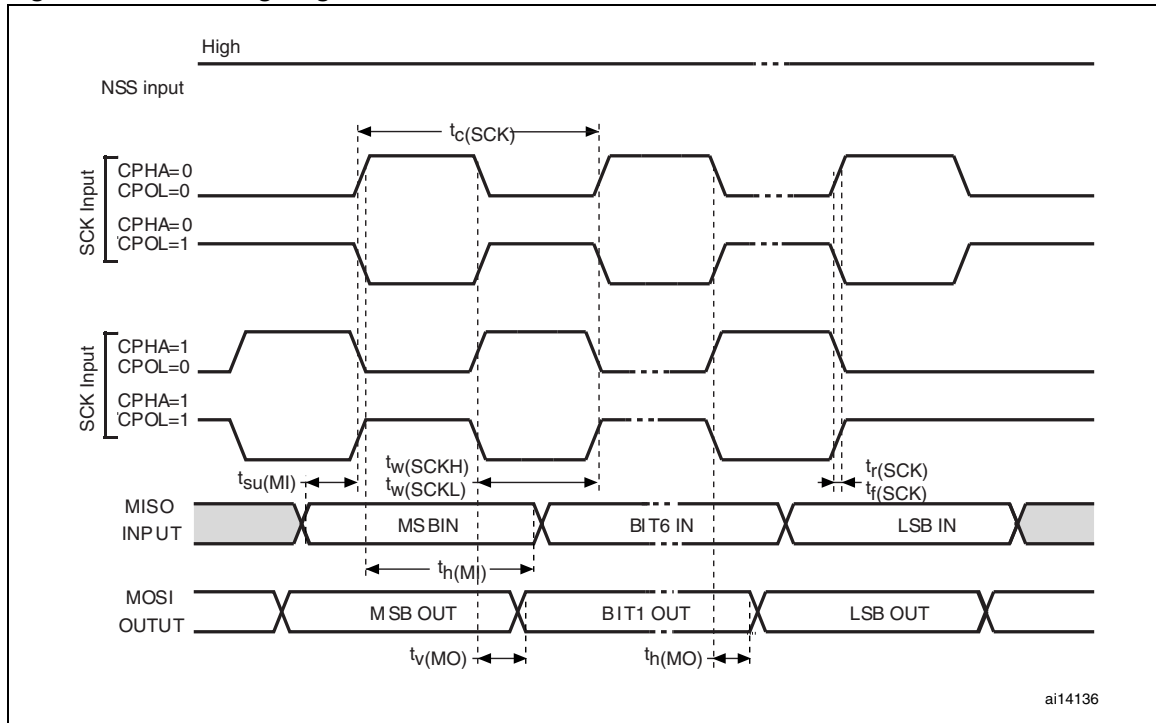 High
NSS input
tc(SCK)
SCK Input
CPHA=0
CPOL=0
CPHA=0
CPOL=1
SCK Input
CPHA=1
CPOL=0
CPHA=1
CPOL=1
tsu(MI)
tw(SCKH)
tw(SCKL)
tr(SCK)
tf(SCK)
MISO
INPUT
MSBIN
BIT6 IN
LSB IN
th(MI)
MOSI
OUTUT
MSB OUT
BIT1 OUT
LSB OUT
tv(MO)
th(MO)
ai14136